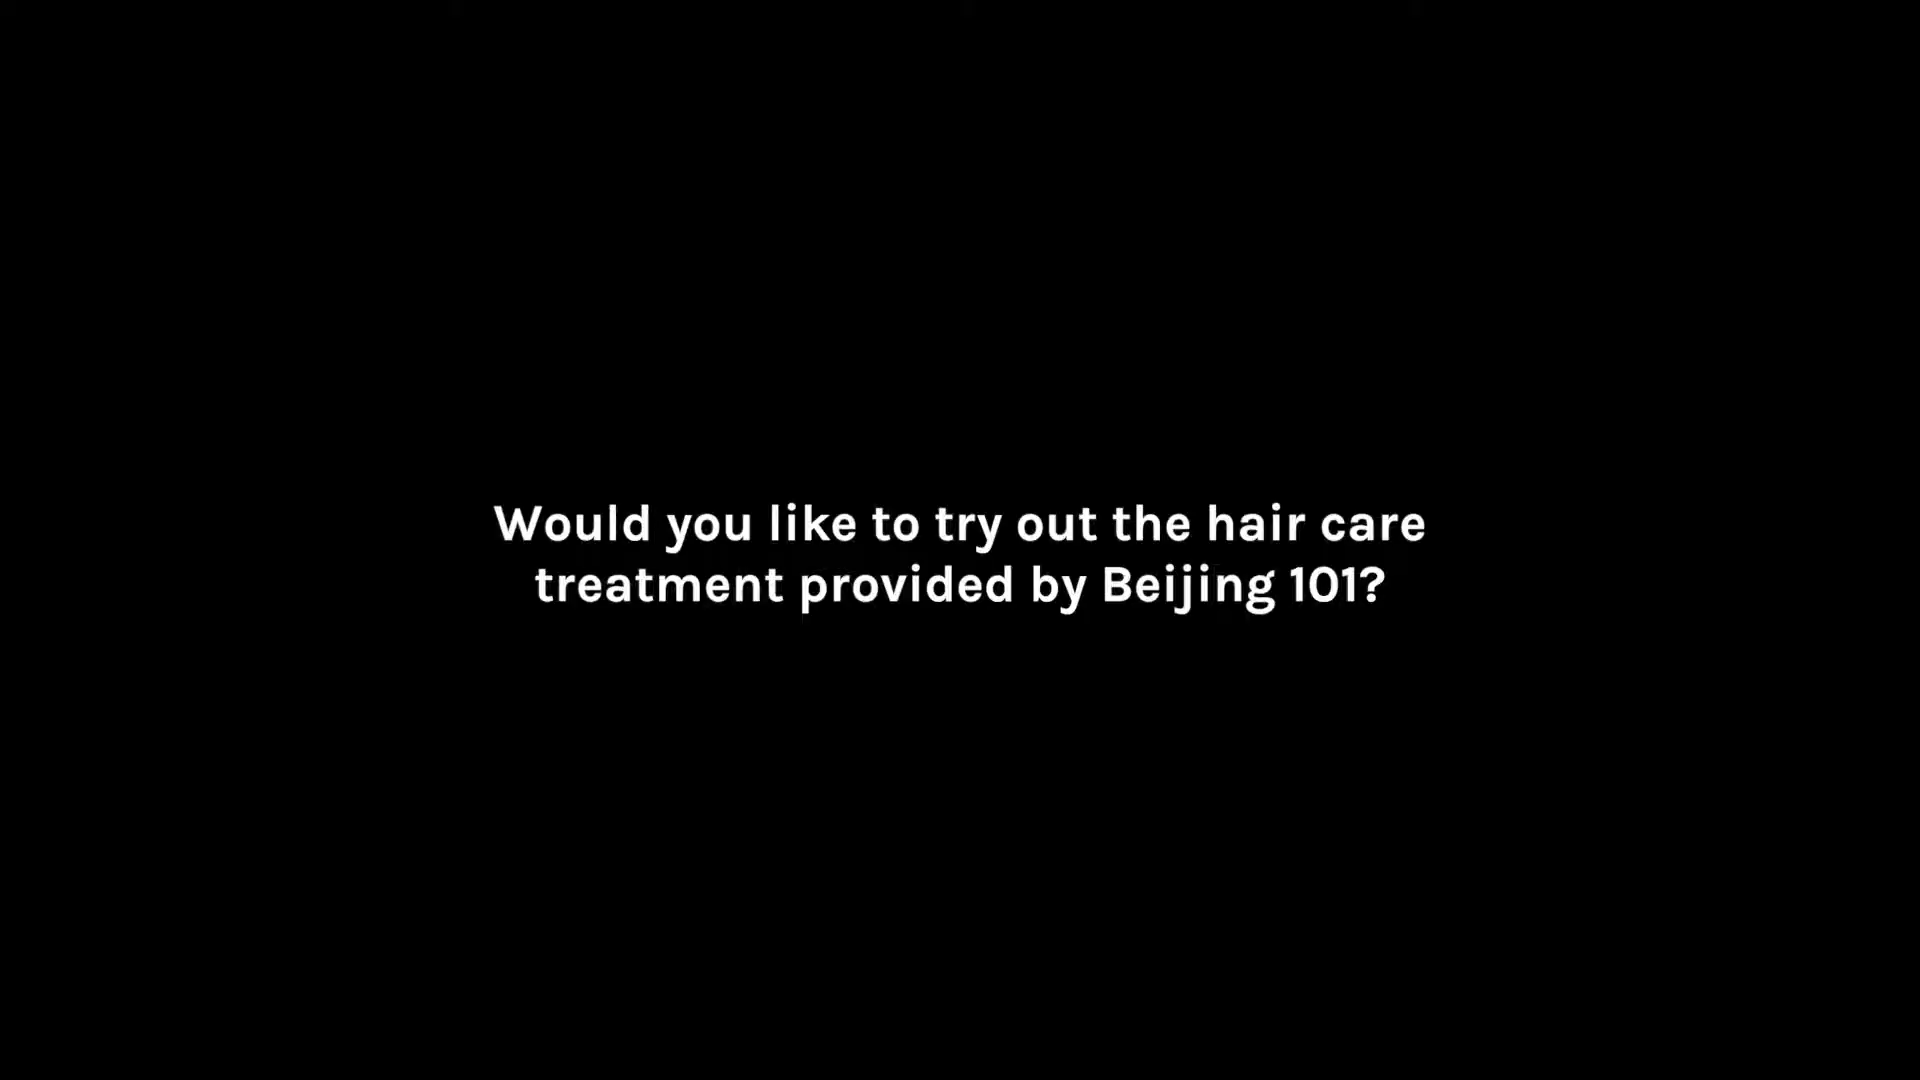 Would you like to try out the hair care
treatment provided by Beijing 101?